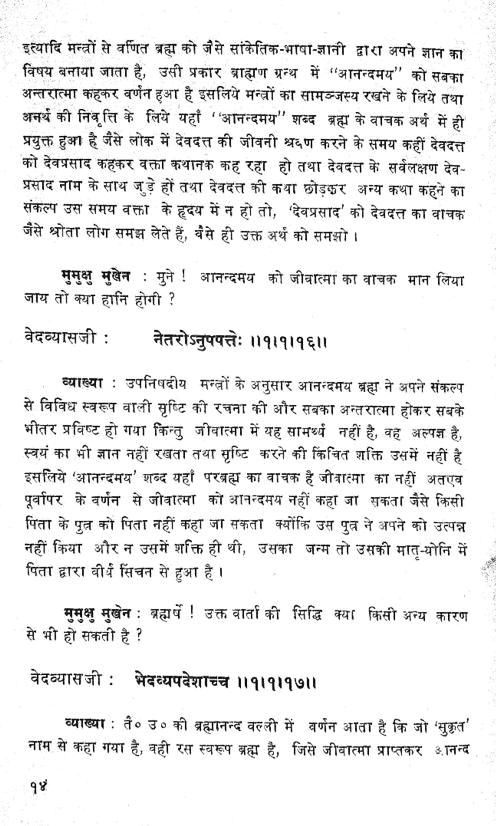 इत्यादि मन्त्रों से वर्णित ब्रह्म को जैसे सांकेतिक-भाषा-ज्ञानी द्वारा अपने ज्ञान का
विषय बनाया जाता है, उसी प्रकार ब्राह्मण ग्रन्थ में "आनन्दमय" को सबका
अन्तरात्मा कहकर वर्णन हुआ है इसलिये मन्त्रों का सामञ्जस्य रखने के लिये तथा
अनर्थ की निवृत्ति के लिये यहाँ "आनन्दमय" शब्द ब्रह्म के वाचक अर्थ में ही
प्रयुक्त हुआ है जैसे लोक में देवदत्त की जीवनी श्रवण करने के समय कहीं देवदत्त
को देवप्रसाद कहकर वक्ता कथानक कह रहा हो तथा देवदत्त के सर्वलक्षण देव-
प्रसाद नाम के साथ जुड़े हों तथा देवदत्त की कथा छोड़कर अन्य कथा कहने का
संकल्प उस समय वक्ता के हृदय में न हो तो, 'देवप्रसाद' को देवदत्त का वाचक
जैसे श्रोता लोग समझ लेते हैं, वैसे ही उक्त अर्थ को समझो ।
मुमुक्षु मुखेन : मुने ! आनन्दमय को जीवात्मा का वाचक मान लिया
जाय तो क्या हानि होगी ?
वेदव्यासजी : नेतरोऽनुपपत्तेः ।।१।१।१६।।
व्याख्या : उपनिषदीय मन्त्रों के अनुसार आनन्दमय ब्रह्म ने अपने संकल्प
से विविध स्वरूप वाली सृष्टि की रचना की और सबका अन्तरात्मा होकर सबके
भीतर प्रविष्ट हो गया किन्तु जीवात्मा में यह सामर्थ्य नहीं है, वह अल्पज्ञ है,
स्वयं का भी ज्ञान नहीं रखता तथा सृष्टि करने की किंचित शक्ति उसमें नहीं है
इसलिये 'आनन्दमय' शब्द यहाँ परब्रह्म का वाचक है जीवात्मा का नहीं अतएव
पूर्वापर के वर्णन से जीवात्मा को आनन्दमय नहीं कहा जा सकता जैसे किसी
पिता के पुत्र को पिता नहीं कहा जा सकता क्योंकि उस पुत्र ने अपने को उत्पन्न
नहीं किया और न उसमें शक्ति ही थी, उसका जन्म तो उसकी मातृ-योनि में
पिता द्वारा वीर्य सिंचन से हुआ है ।
मुमुक्षु मुखेन : ब्रह्मर्षे ! उक्त वार्ता की सिद्धि क्या किसी अन्य कारण
से भी हो सकती है ?
वेदव्यासजी : भेदव्यपदेशाच्च ।।१।१।१७।।
व्याख्या : तै० उ० की ब्रह्मानन्द वल्ली में वर्णन आता है कि जो 'सुकृत'
नाम से कहा गया है, वही रस स्वरूप ब्रह्म है, जिसे जीवात्मा प्राप्तकर आनन्द
१४